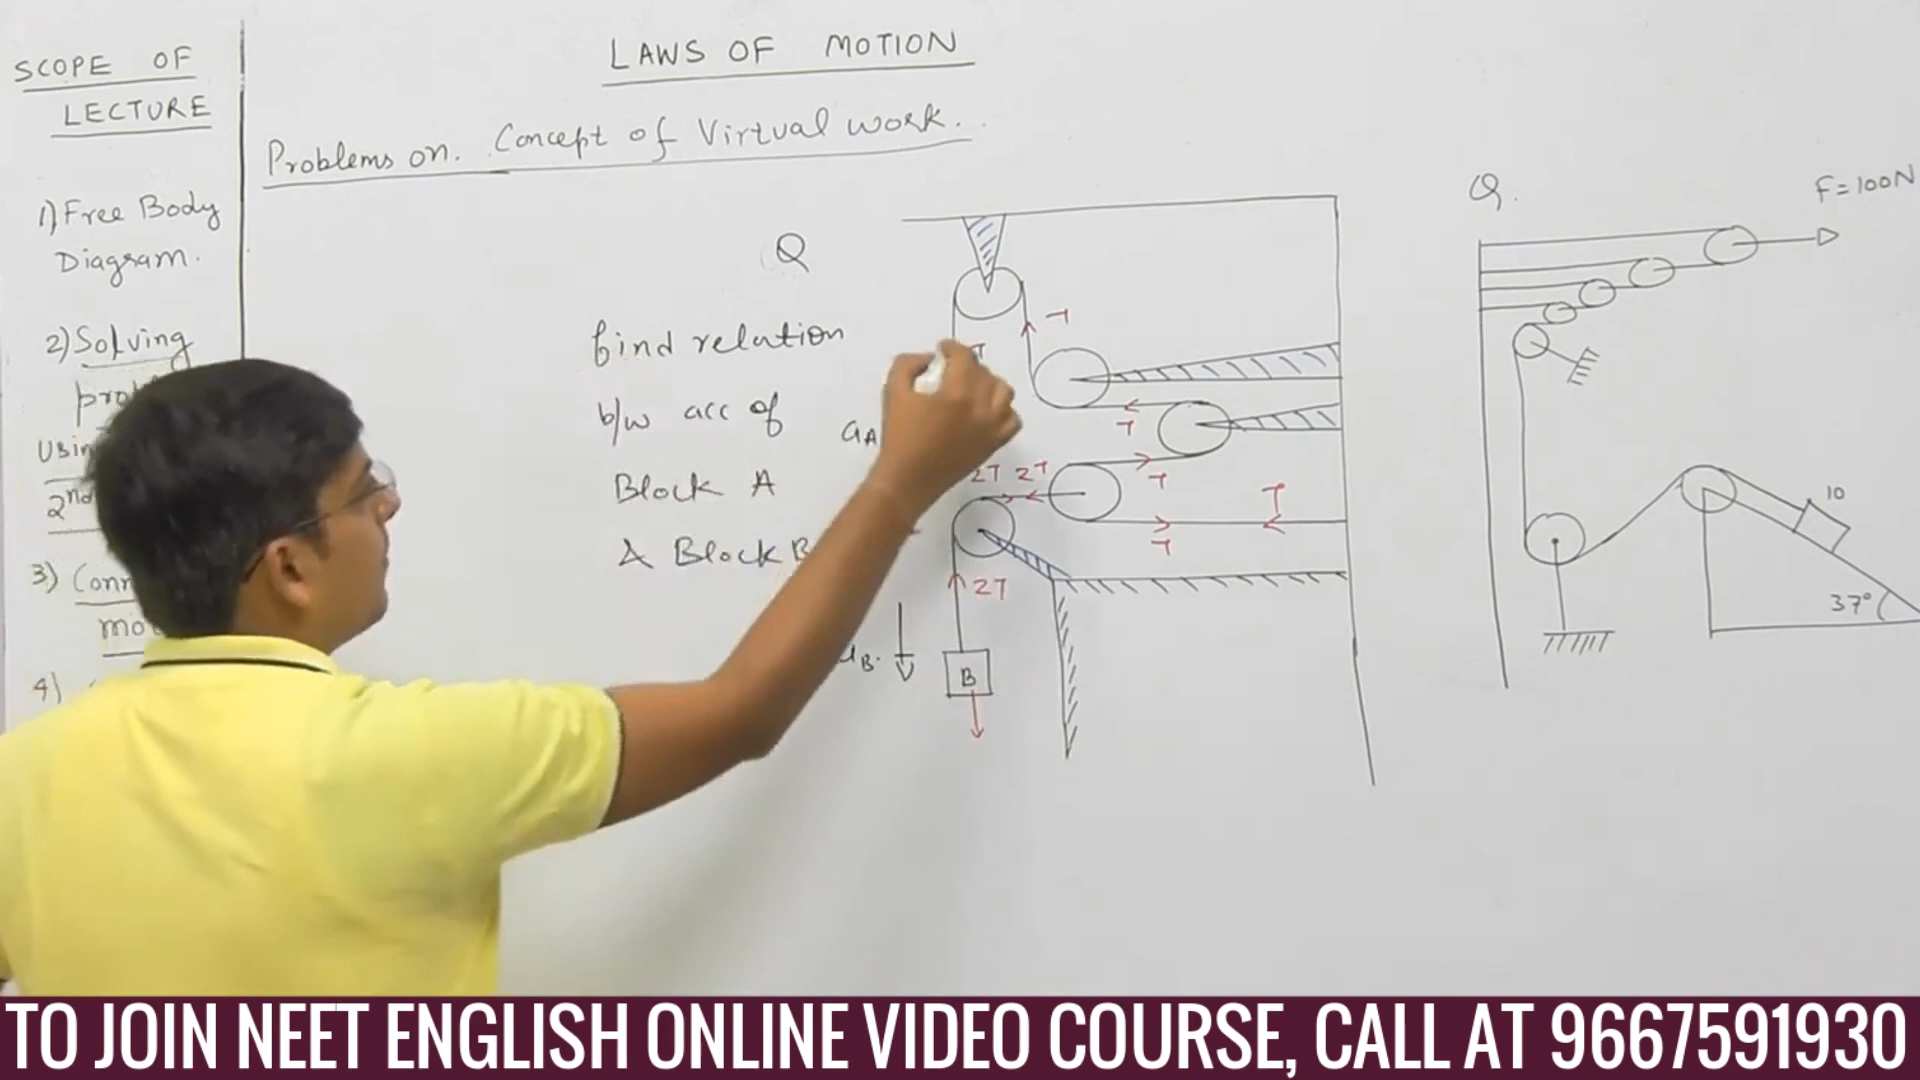 SCOPE OF
LECTURE
1) Free Body
Diagram.
2) Solving
2nd
3)
4)
LAWS OF MOTION
Problems on. Concept of Virtual work.
Q
find relation
b/w acc of
Block A
& Block B
aA
T
T
T
T
2T 2T
T
T
2T
B
B.
Q.
F=100N
10
37°
TO JOIN NEET ENGLISH ONLINE VIDEO COURSE, CALL AT 9667591930